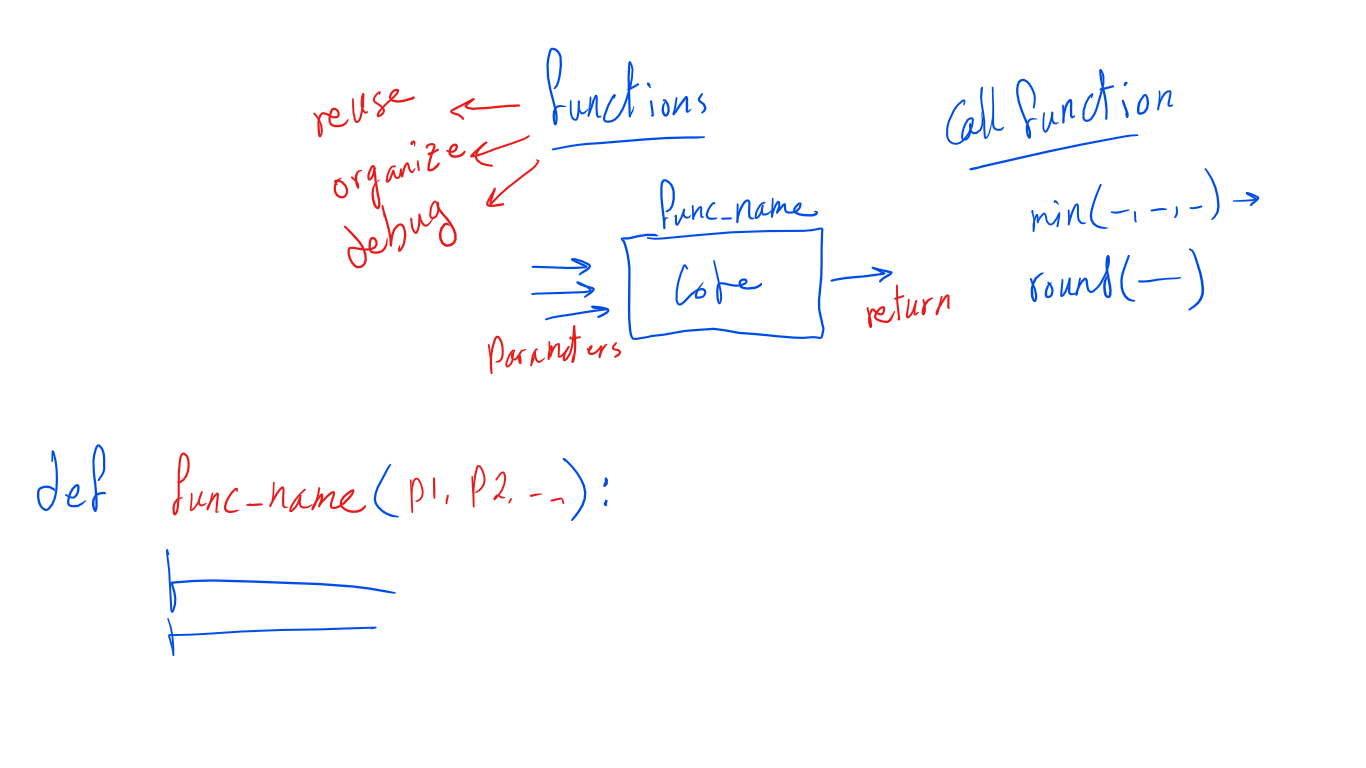 functions
reuse
organize
debug
call function
min(-, -, -) →
round(—)
func_name
Code
parameters
return
def func_name(p1, p2, ---):